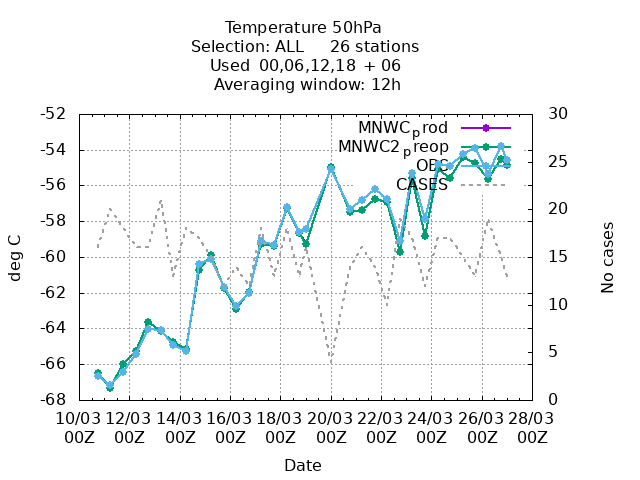 Temperature 50hPa
Selection: ALL 26 stations
Used 00,06,12,18 + 06
Averaging window: 12h
-52 30
MNWCprod
MNWC2preop
-54 25
OBS
-56 CASES
20
-58
-60 15
deg C
No cases
-62 10
-64
5
-66
-68 0
10/03 12/03 14/03 16/03 18/03 20/03 22/03 24/03 26/03 28/03
00Z 00Z 00Z 00Z 00Z 00Z 00Z 00Z 00Z 00Z
Date